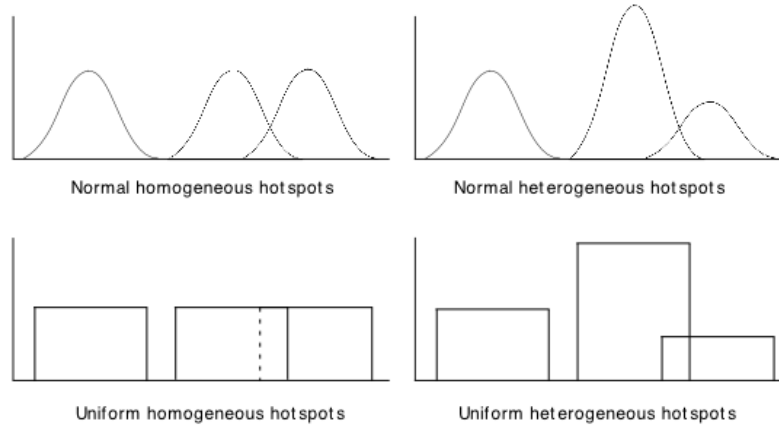 Normal homogeneous hotspots
Normal heterogeneous hotspots
Uniform homogeneous hotspots
Uniform heterogeneous hotspots